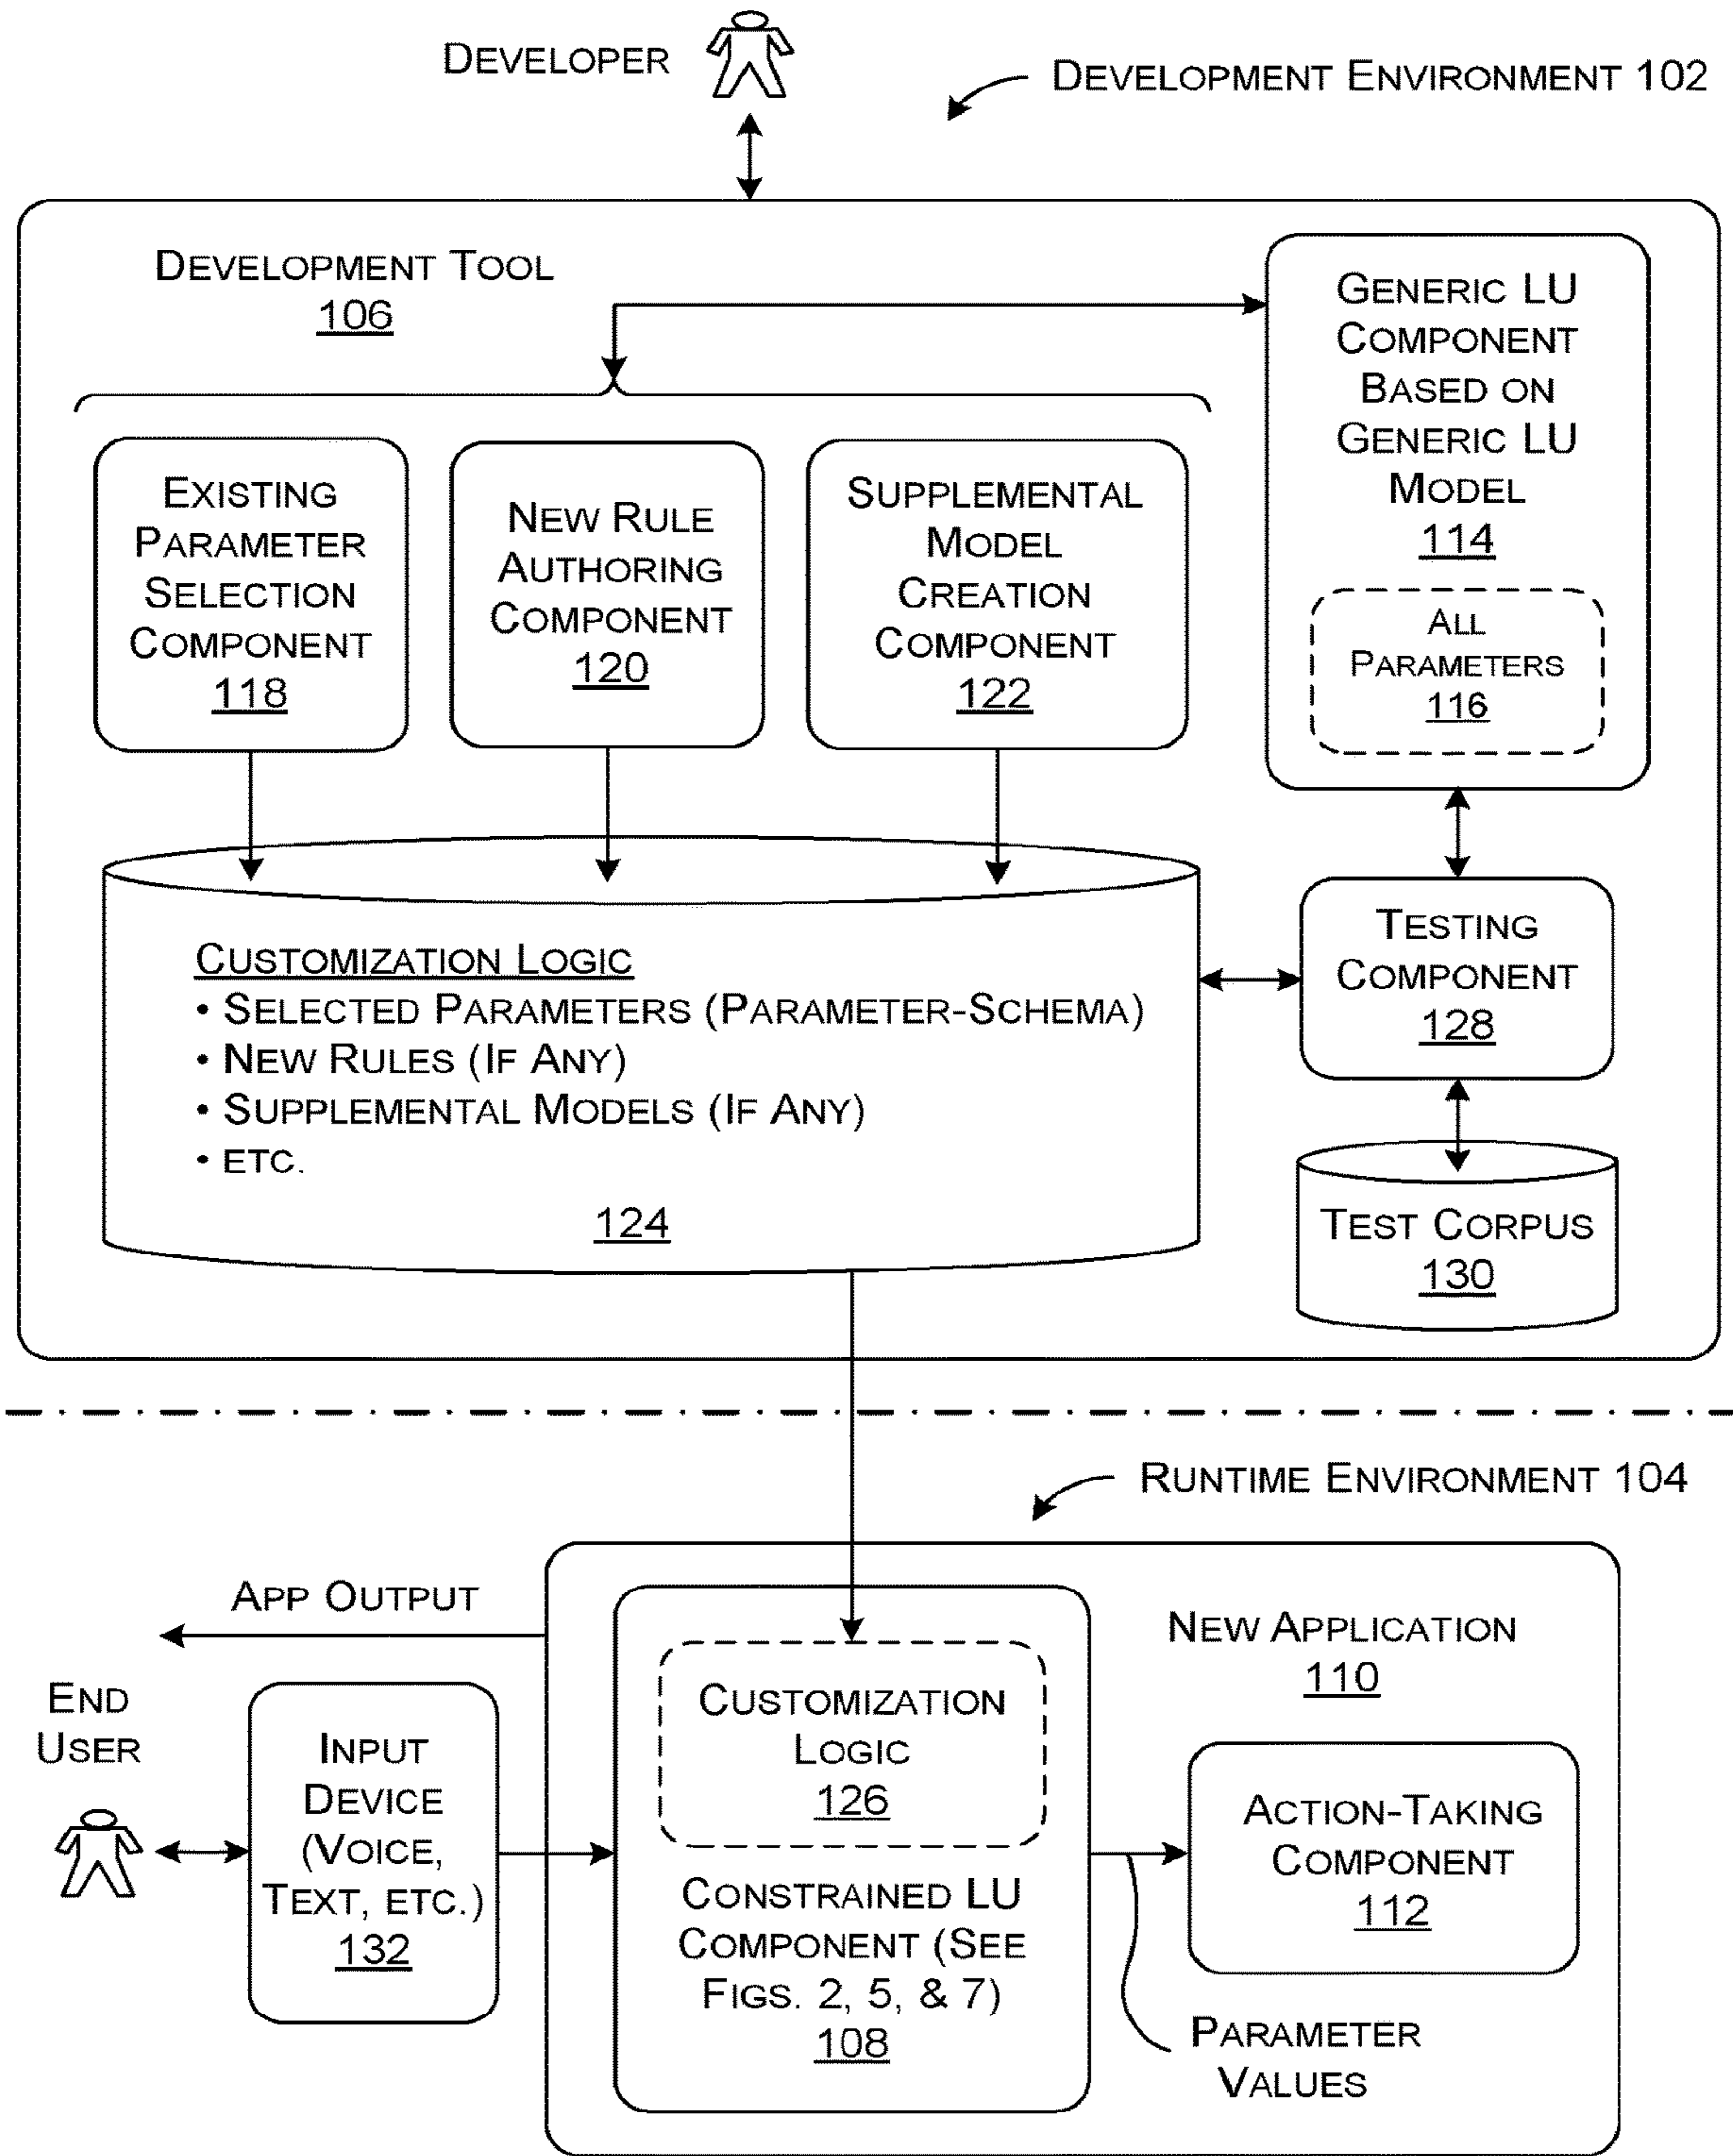 DEVELOPER
DEVELOPMENT ENVIRONMENT 102
DEVELOPMENT TOOL
106
GENERIC LU
COMPONENT
BASED ON
GENERIC LU
MODEL
114
ALL
PARAMETERS
116
EXISTING
PARAMETER
SELECTION
COMPONENT
118
NEW RULE
AUTHORING
COMPONENT
120
SUPPLEMENTAL
MODEL
CREATION
COMPONENT
122
CUSTOMIZATION LOGIC
• SELECTED PARAMETERS (PARAMETER-SCHEMA)
• NEW RULES (IF ANY)
• SUPPLEMENTAL MODELS (IF ANY)
• ETC.
124
TESTING
COMPONENT
128
TEST CORPUS
130
RUNTIME ENVIRONMENT 104
APP OUTPUT
END
USER
INPUT
DEVICE
(VOICE,
TEXT, ETC.)
132
CUSTOMIZATION
LOGIC
126
CONSTRAINED LU
COMPONENT (SEE
FIGS. 2, 5, & 7)
108
NEW APPLICATION
110
ACTION-TAKING
COMPONENT
112
PARAMETER
VALUES